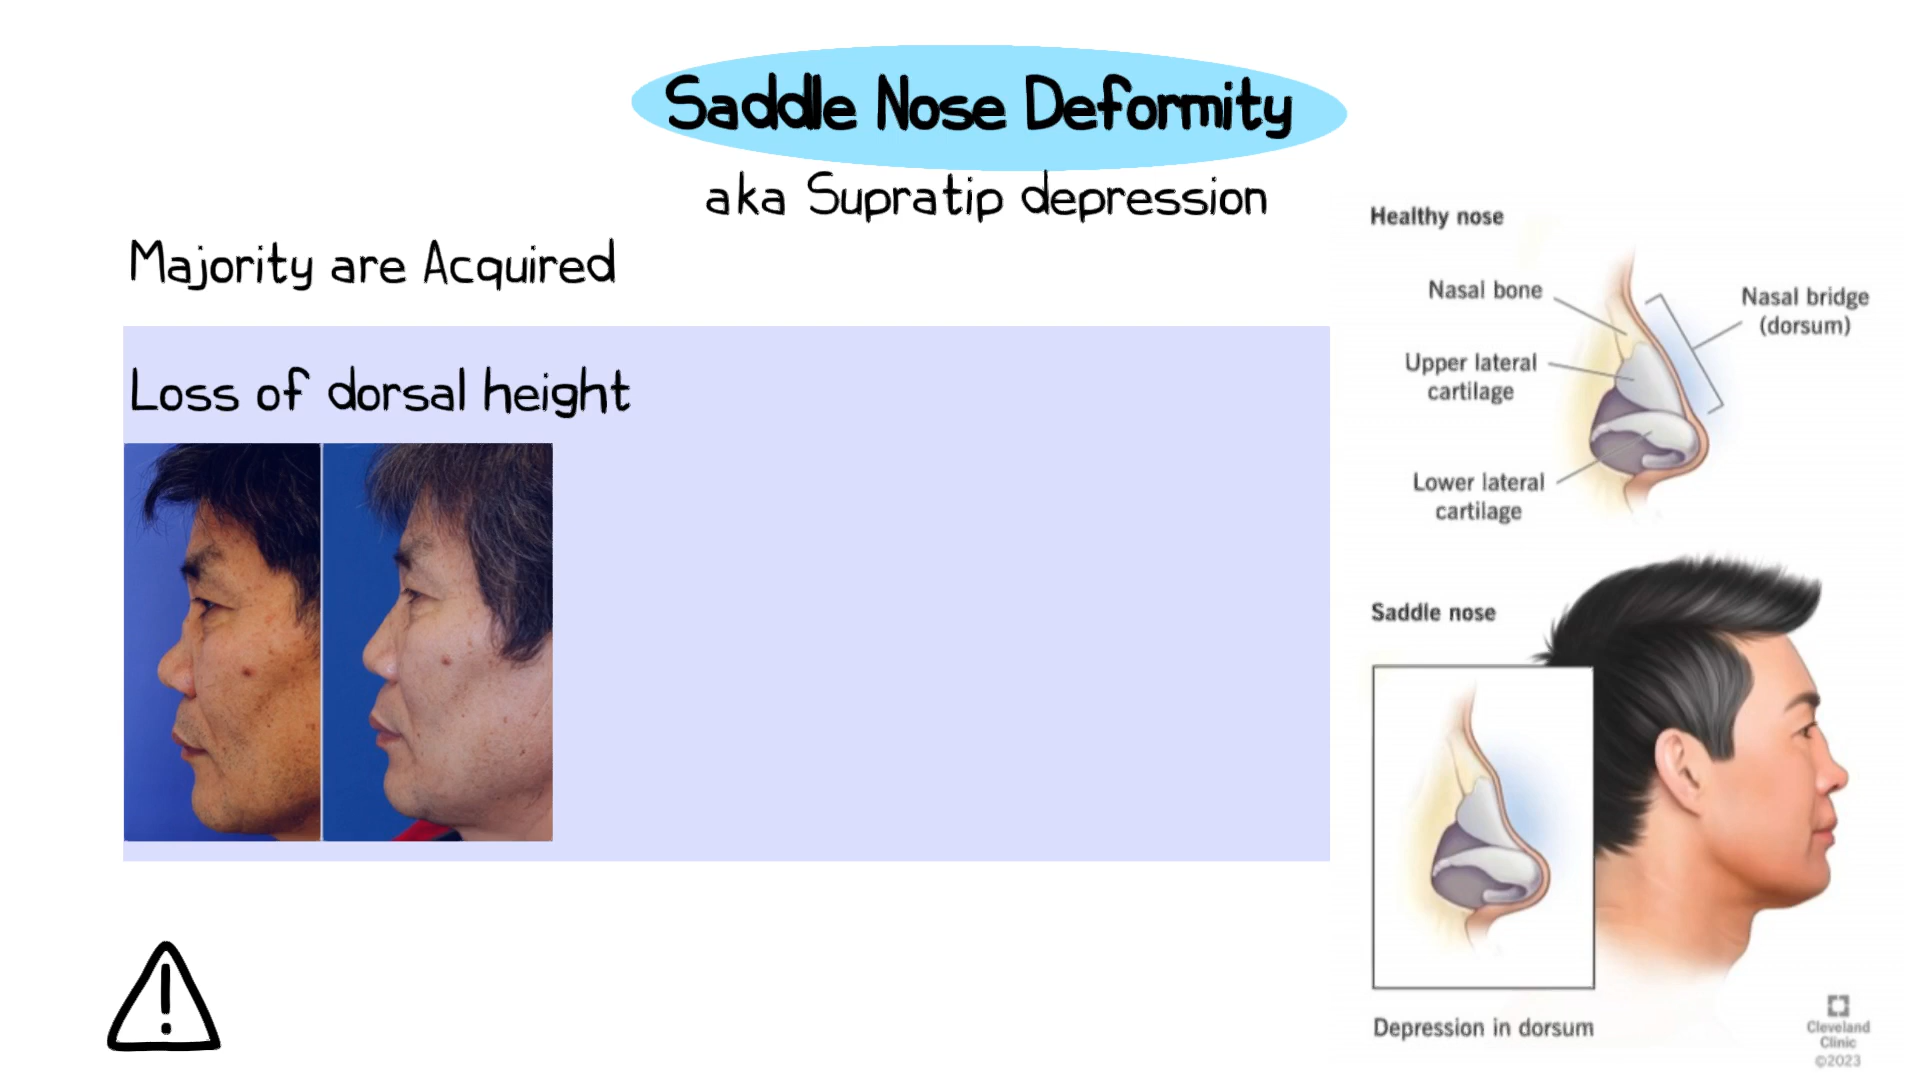 Saddle Nose Deformity
aka Supratip depression
Majority are Acquired
Loss of dorsal height
Healthy nose
Nasal bone
Nasal bridge
(dorsum)
Upper lateral
cartilage
Lower lateral
cartilage
Saddle nose
Depression in dorsum
Cleveland
Clinic
©2023